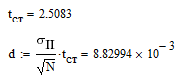 t_ст = 2.5083
d := σ_П / √N · t_ст = 8.82994 × 10^-3